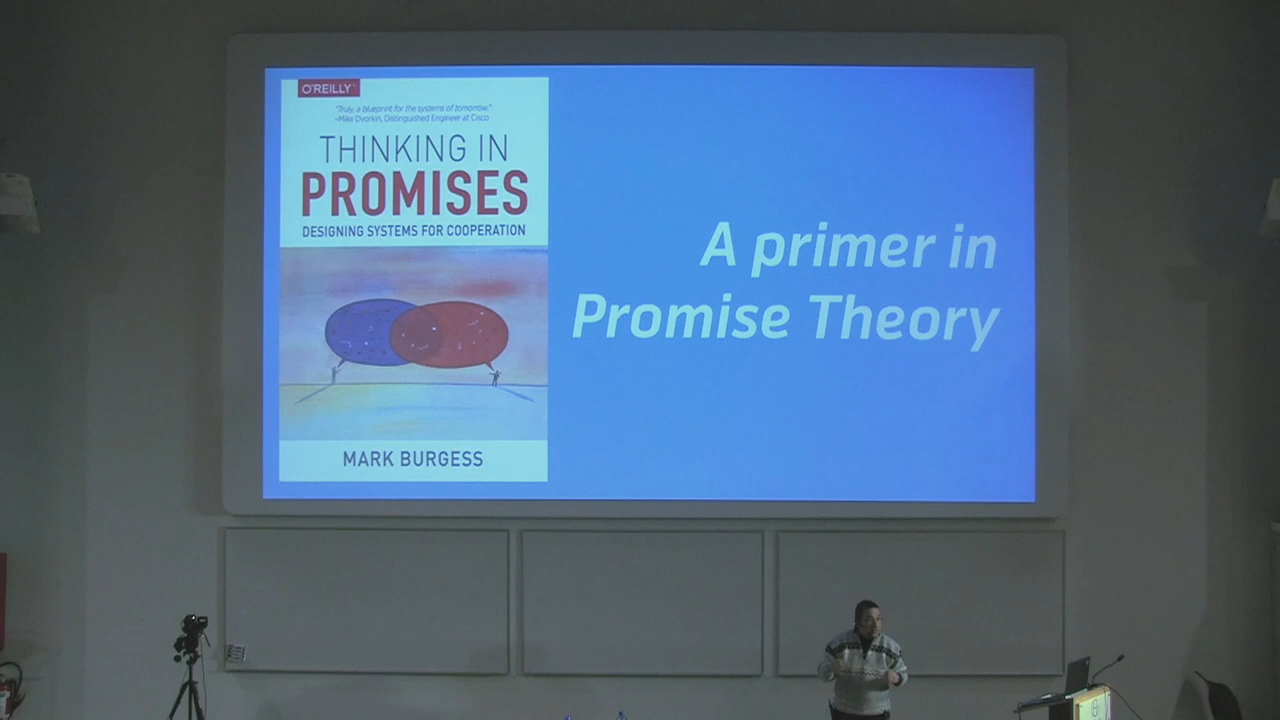 O'REILLY
"Truly, a blueprint for the systems of tomorrow."
-Mike Dvorkin, Distinguished Engineer at Cisco
THINKING IN
PROMISES
DESIGNING SYSTEMS FOR COOPERATION
MARK BURGESS
A primer in
Promise Theory